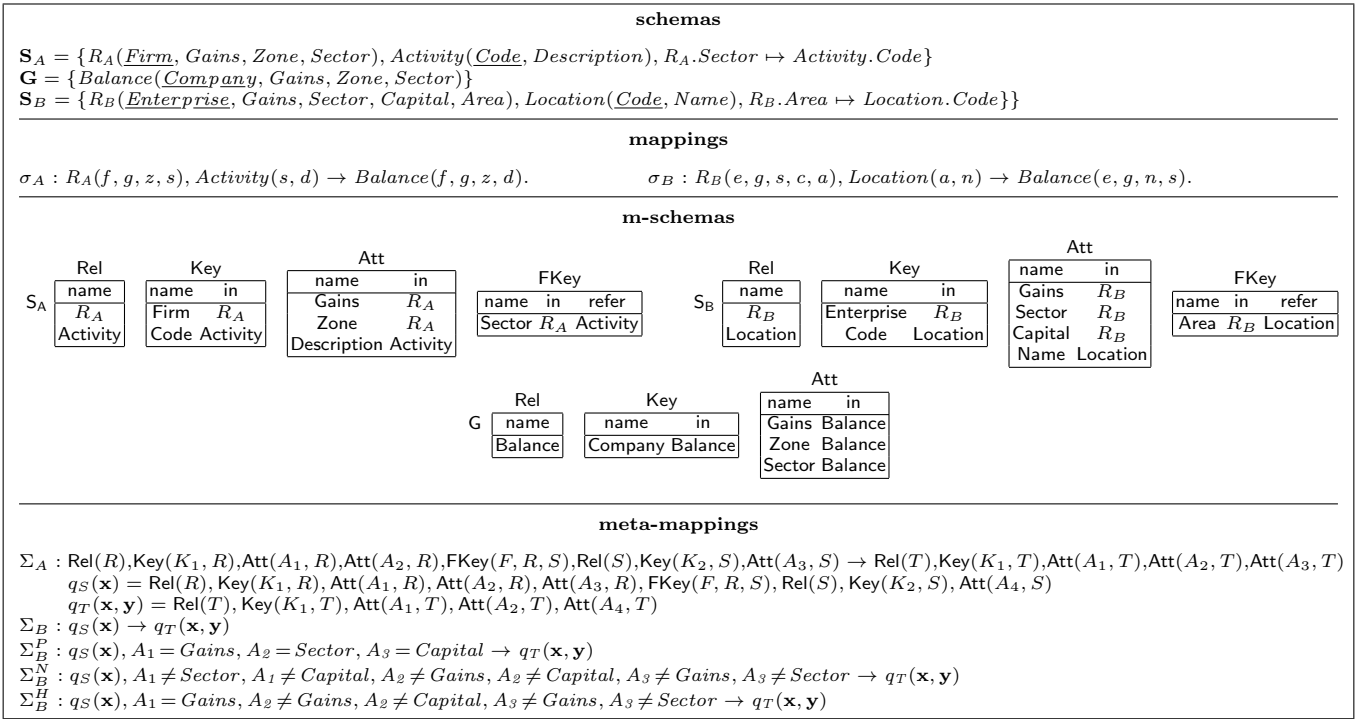 schemas
S_A = {R_A(Firm, Gains, Zone, Sector), Activity(Code, Description), R_A.Sector ↦ Activity.Code}
G = {Balance(Company, Gains, Zone, Sector)}
S_B = {R_B(Enterprise, Gains, Sector, Capital, Area), Location(Code, Name), R_B.Area ↦ Location.Code}}
mappings
σ_A : R_A(f, g, z, s), Activity(s, d) → Balance(f, g, z, d). σ_B : R_B(e, g, s, c, a), Location(a, n) → Balance(e, g, n, s).
m-schemas
S_A
Rel
name
R_A
Activity
Key
name in
Firm R_A
Code Activity
Att
name in
Gains R_A
Zone R_A
Description Activity
FKey
name in refer
Sector R_A Activity
S_B
Rel
name
R_B
Location
Key
name in
Enterprise R_B
Code Location
Att
name in
Gains R_B
Sector R_B
Capital R_B
Name Location
FKey
name in refer
Area R_B Location
G
Rel
name
Balance
Key
name in
Company Balance
Att
name in
Gains Balance
Zone Balance
Sector Balance
meta-mappings
Σ_A : Rel(R),Key(K_1, R),Att(A_1, R),Att(A_2, R),FKey(F, R, S),Rel(S),Key(K_2, S),Att(A_3, S) → Rel(T),Key(K_1, T),Att(A_1, T),Att(A_2, T),Att(A_3, T)
q_S(x) = Rel(R), Key(K_1, R), Att(A_1, R), Att(A_2, R), Att(A_3, R), FKey(F, R, S), Rel(S), Key(K_2, S), Att(A_4, S)
q_T(x, y) = Rel(T), Key(K_1, T), Att(A_1, T), Att(A_2, T), Att(A_4, T)
Σ_B : q_S(x) → q_T(x, y)
Σ_B^P : q_S(x), A_1 = Gains, A_2 = Sector, A_3 = Capital → q_T(x, y)
Σ_B^N : q_S(x), A_1 ≠ Sector, A_1 ≠ Capital, A_2 ≠ Gains, A_2 ≠ Capital, A_3 ≠ Gains, A_3 ≠ Sector → q_T(x, y)
Σ_B^H : q_S(x), A_1 = Gains, A_2 ≠ Gains, A_2 ≠ Capital, A_3 ≠ Gains, A_3 ≠ Sector → q_T(x, y)